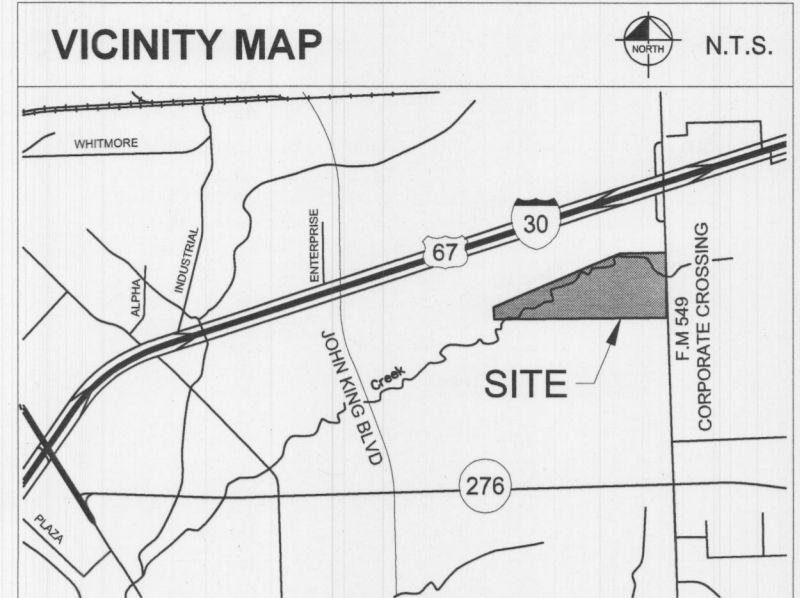 VICINITY MAP
NORTH
N.T.S.
WHITMORE
INDUSTRIAL
ALPHA
ENTERPRISE
67
30
JOHN KING BLVD
Creek
SITE
F.M 549
CORPORATE CROSSING
276
PLAZA